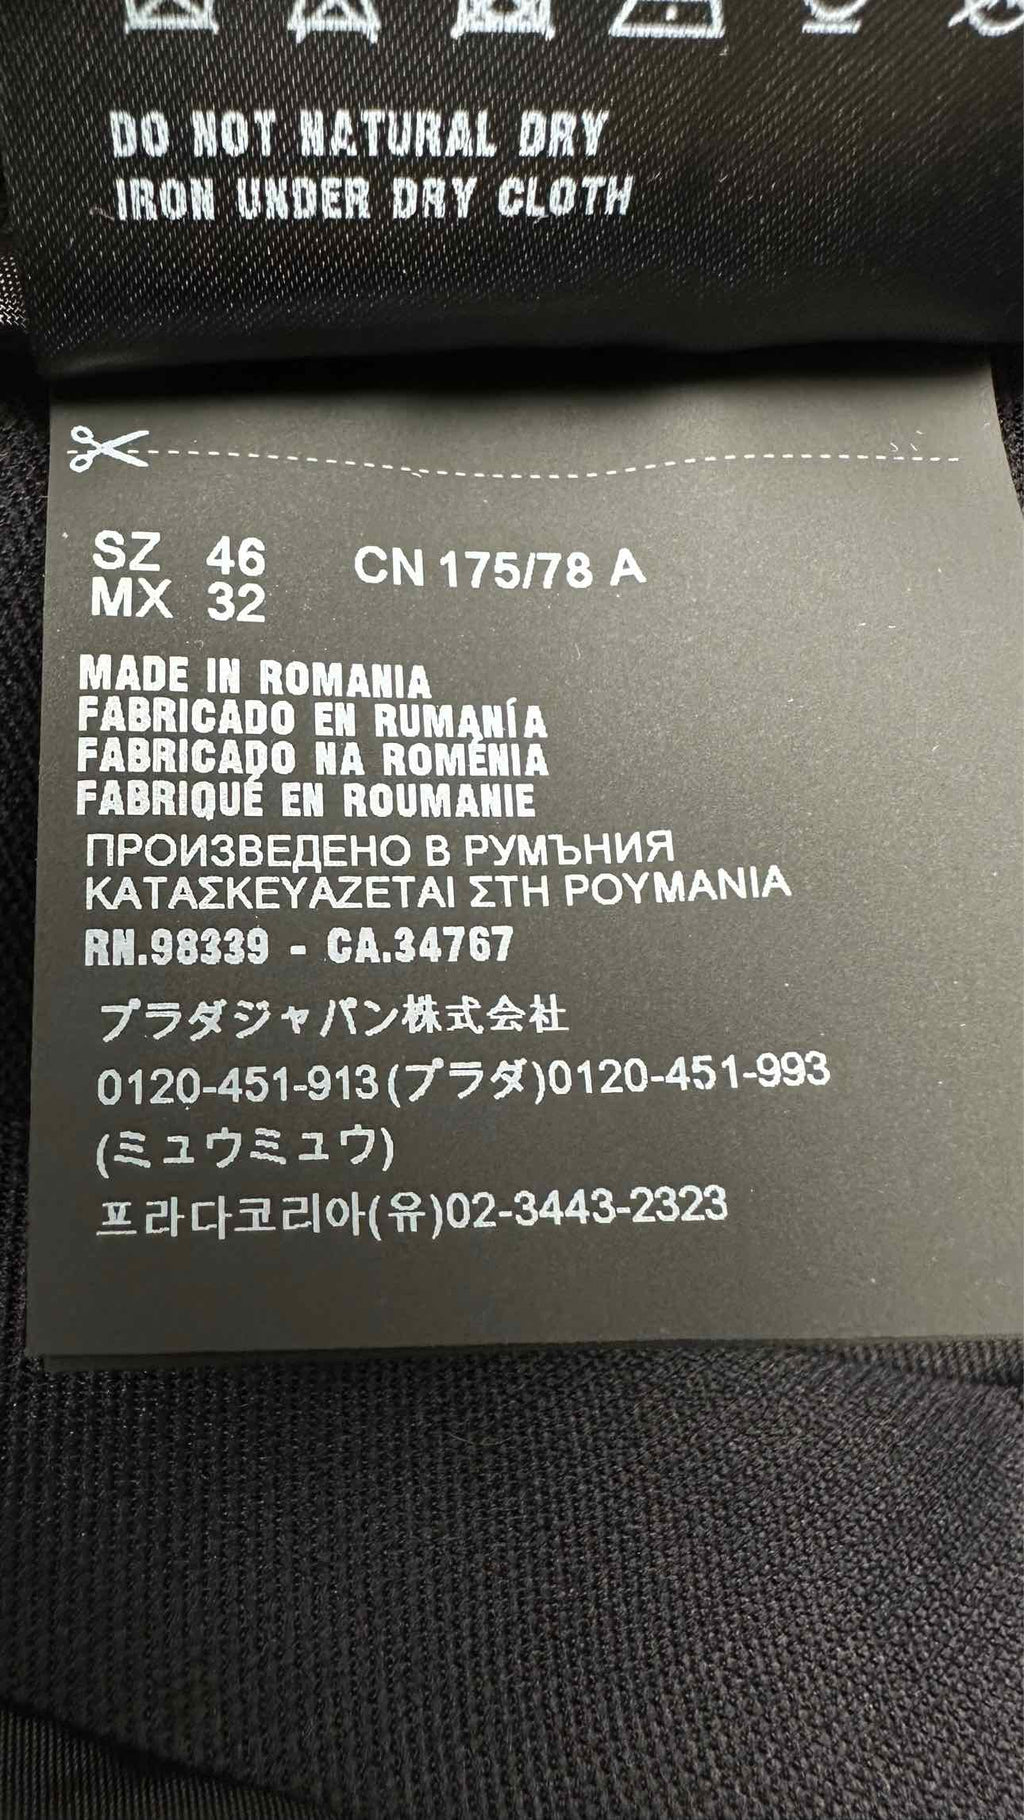 DO NOT NATURAL DRY
IRON UNDER DRY CLOTH
SZ 46 CN 175/78 A
MX 32
MADE IN ROMANIA
FABRICADO EN RUMANÍA
FABRICADO NA ROMÉNIA
FABRIQUÉ EN ROUMANIE
ПРОИЗВЕДЕНО В РУМЪНИЯ
ΚΑΤΑΣΚΕΥΑΖΕΤΑΙ ΣΤΗ ΡΟΥΜΑΝΙΑ
RN.98339 - CA.34767
プラダジャパン株式会社
0120-451-913(プラダ)0120-451-993
(ミュウミュウ)
프라다코리아(유)02-3443-2323